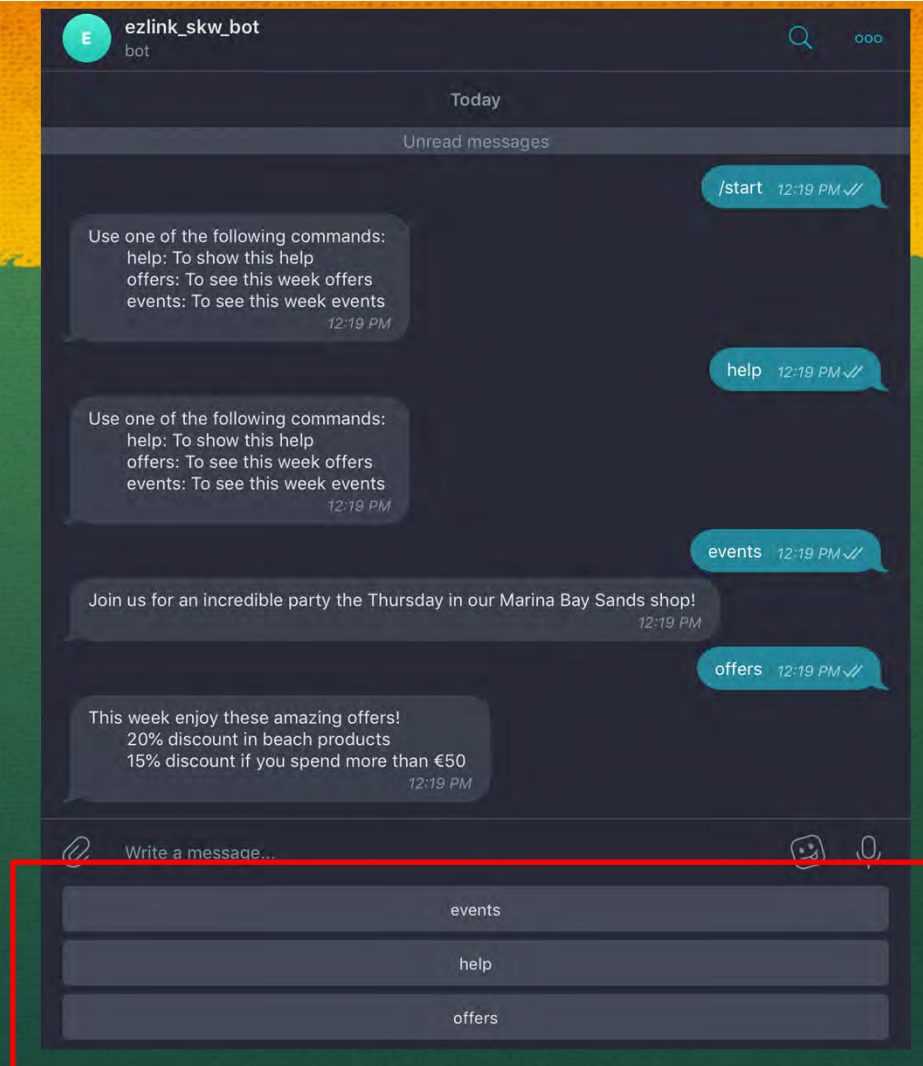 E
ezlink_skw_bot
bot
ooo
Today
Unread messages
/start 12:19 PM
Use one of the following commands:
help: To show this help
offers: To see this week offers
events: To see this week events
12:19 PM
help 12:19 PM
Use one of the following commands:
help: To show this help
offers: To see this week offers
events: To see this week events
12:19 PM
events 12:19 PM
Join us for an incredible party the Thursday in our Marina Bay Sands shop!
12:19 PM
offers 12:19 PM
This week enjoy these amazing offers!
20% discount in beach products
15% discount if you spend more than €50
12:19 PM
Write a message...
events
help
offers